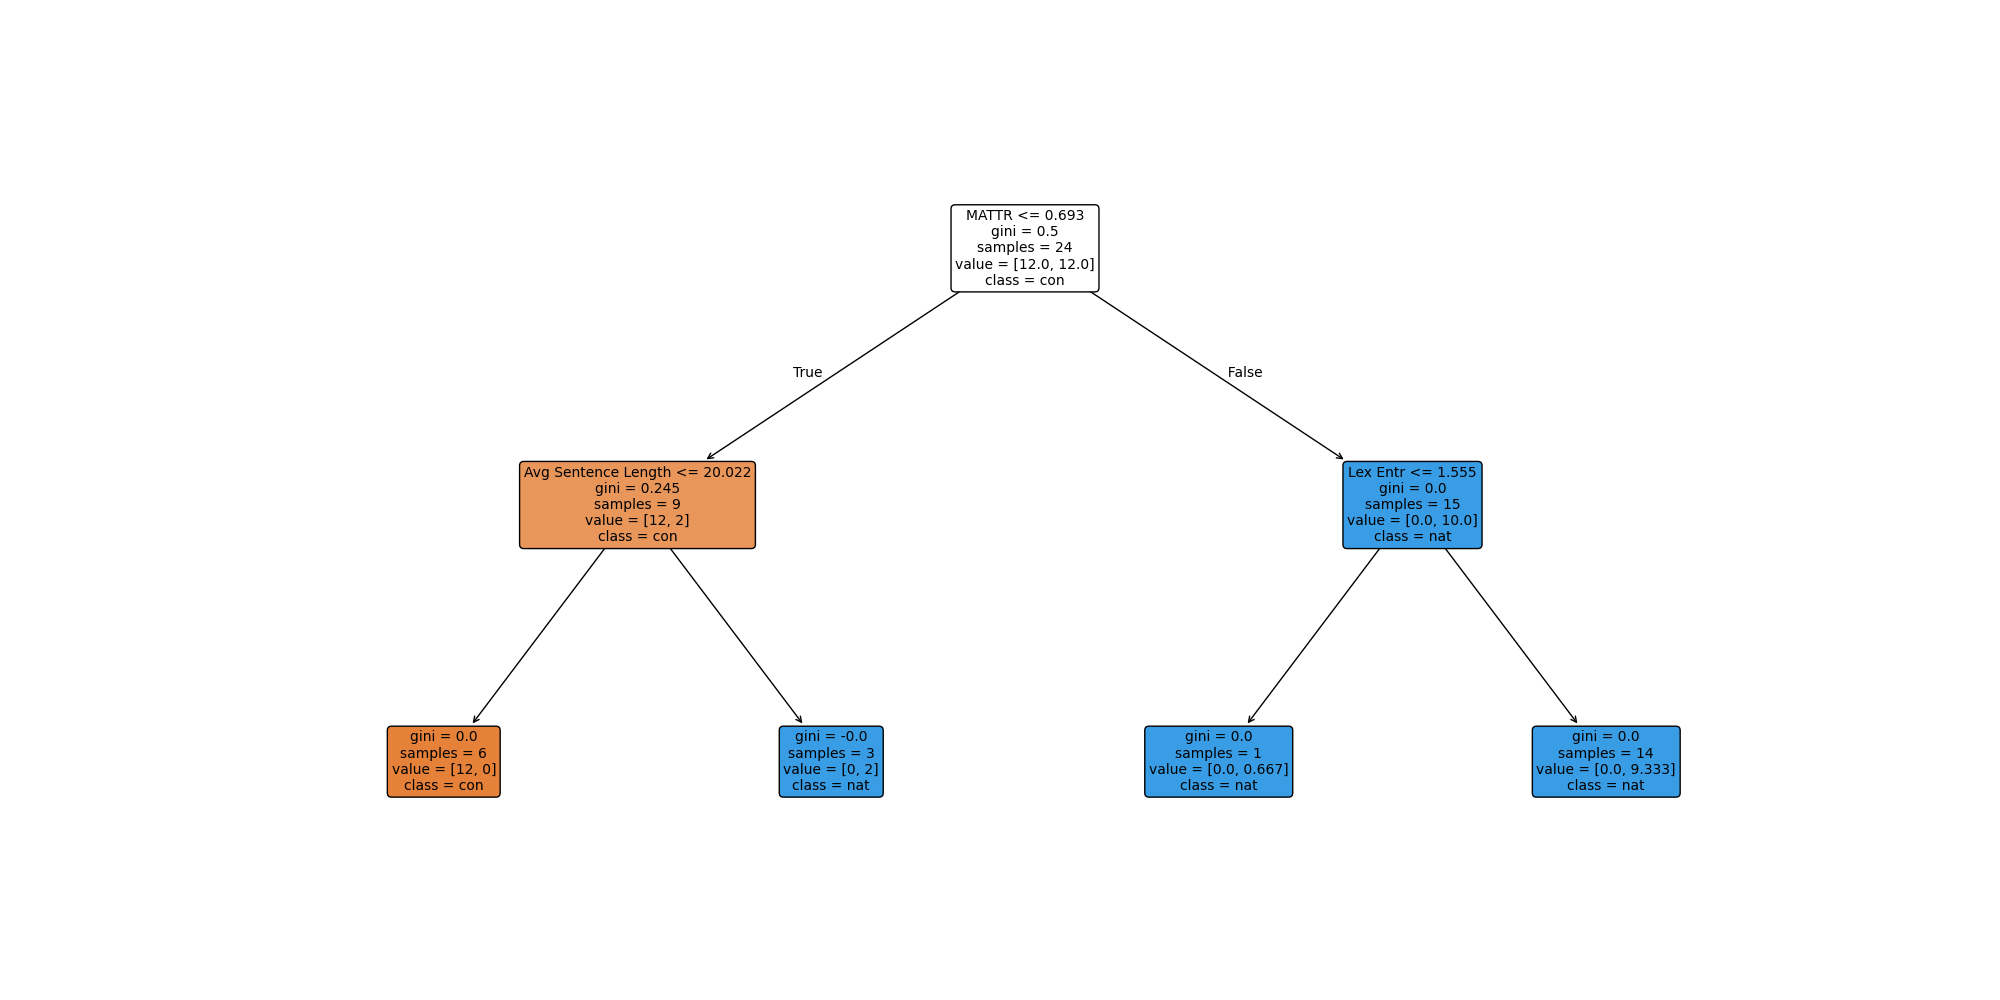 MATTR <= 0.693
gini = 0.5
samples = 24
value = [12.0, 12.0]
class = con
True
False
Avg Sentence Length <= 20.022
gini = 0.245
samples = 9
value = [12, 2]
class = con
Lex Entr <= 1.555
gini = 0.0
samples = 15
value = [0.0, 10.0]
class = nat
gini = 0.0
samples = 6
value = [12, 0]
class = con
gini = -0.0
samples = 3
value = [0, 2]
class = nat
gini = 0.0
samples = 1
value = [0.0, 0.667]
class = nat
gini = 0.0
samples = 14
value = [0.0, 9.333]
class = nat